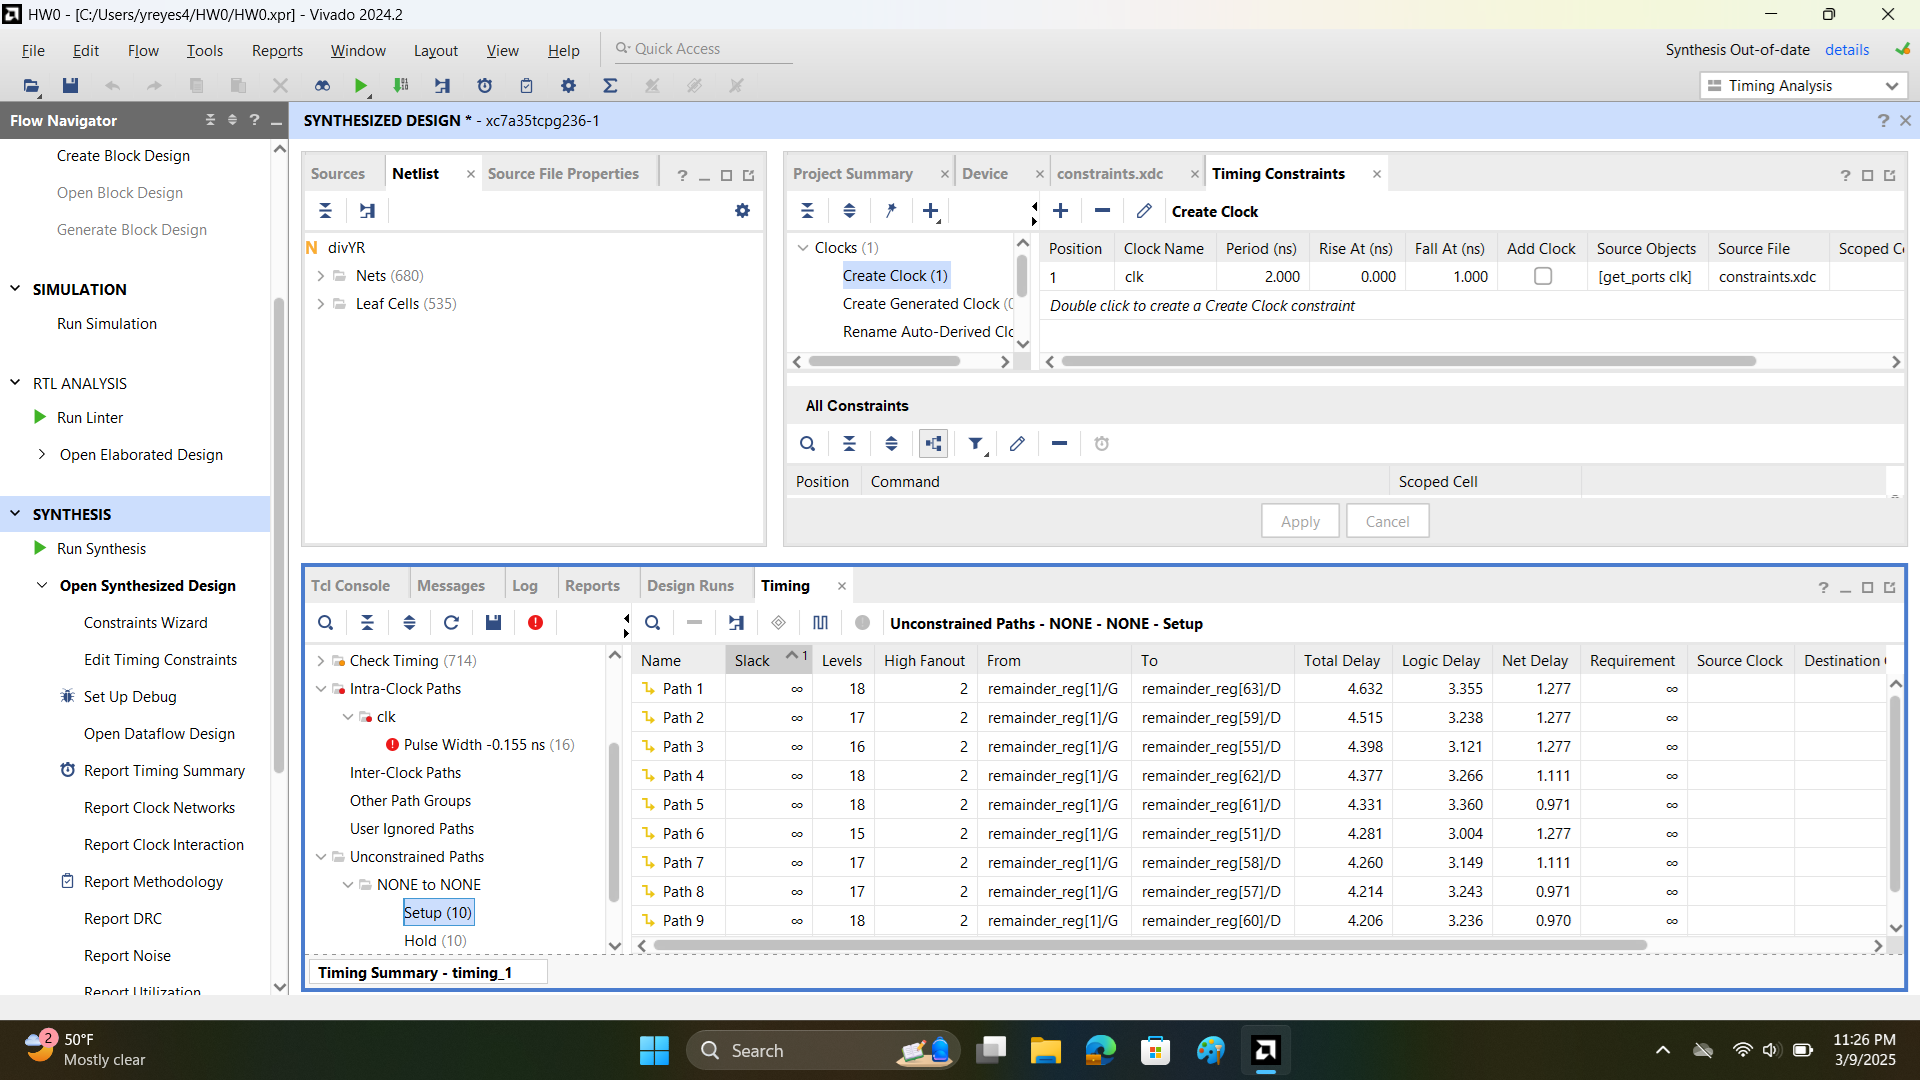 HW0 - [C:/Users/yreyes4/HW0/HW0.xpr] - Vivado 2024.2
File Edit Flow Tools Reports Window Layout View Help Quick Access
Synthesis Out-of-date details
Timing Analysis
Flow Navigator
SYNTHESIZED DESIGN * - xc7a35tcpg236-1
Create Block Design
Open Block Design
Generate Block Design
SIMULATION
Run Simulation
RTL ANALYSIS
Run Linter
Open Elaborated Design
SYNTHESIS
Run Synthesis
Open Synthesized Design
Constraints Wizard
Edit Timing Constraints
Set Up Debug
Open Dataflow Design
Report Timing Summary
Report Clock Networks
Report Clock Interaction
Report Methodology
Report DRC
Report Noise
Report Utilization
Sources Netlist Source File Properties
N divYR
Nets (680)
Leaf Cells (535)
Project Summary Device constraints.xdc Timing Constraints
Create Clock
Clocks (1)
Create Clock (1)
Create Generated Clock (0
Rename Auto-Derived Clo
Position Clock Name Period (ns) Rise At (ns) Fall At (ns) Add Clock Source Objects Source File Scoped Ce
1 clk 2.000 0.000 1.000 [get_ports clk] constraints.xdc
Double click to create a Create Clock constraint
All Constraints
Position Command Scoped Cell
Apply Cancel
Tcl Console Messages Log Reports Design Runs Timing
Unconstrained Paths - NONE - NONE - Setup
Check Timing (714)
Intra-Clock Paths
clk
Pulse Width -0.155 ns (16)
Inter-Clock Paths
Other Path Groups
User Ignored Paths
Unconstrained Paths
NONE to NONE
Setup (10)
Hold (10)
Name Slack 1 Levels High Fanout From To Total Delay Logic Delay Net Delay Requirement Source Clock Destination
Path 1 ∞ 18 2 remainder_reg[1]/G remainder_reg[63]/D 4.632 3.355 1.277 ∞
Path 2 ∞ 17 2 remainder_reg[1]/G remainder_reg[59]/D 4.515 3.238 1.277 ∞
Path 3 ∞ 16 2 remainder_reg[1]/G remainder_reg[55]/D 4.398 3.121 1.277 ∞
Path 4 ∞ 18 2 remainder_reg[1]/G remainder_reg[62]/D 4.377 3.266 1.111 ∞
Path 5 ∞ 18 2 remainder_reg[1]/G remainder_reg[61]/D 4.331 3.360 0.971 ∞
Path 6 ∞ 15 2 remainder_reg[1]/G remainder_reg[51]/D 4.281 3.004 1.277 ∞
Path 7 ∞ 17 2 remainder_reg[1]/G remainder_reg[58]/D 4.260 3.149 1.111 ∞
Path 8 ∞ 17 2 remainder_reg[1]/G remainder_reg[57]/D 4.214 3.243 0.971 ∞
Path 9 ∞ 18 2 remainder_reg[1]/G remainder_reg[60]/D 4.206 3.236 0.970 ∞
Timing Summary - timing_1
2
50°F
Mostly clear
Search
11:26 PM
3/9/2025